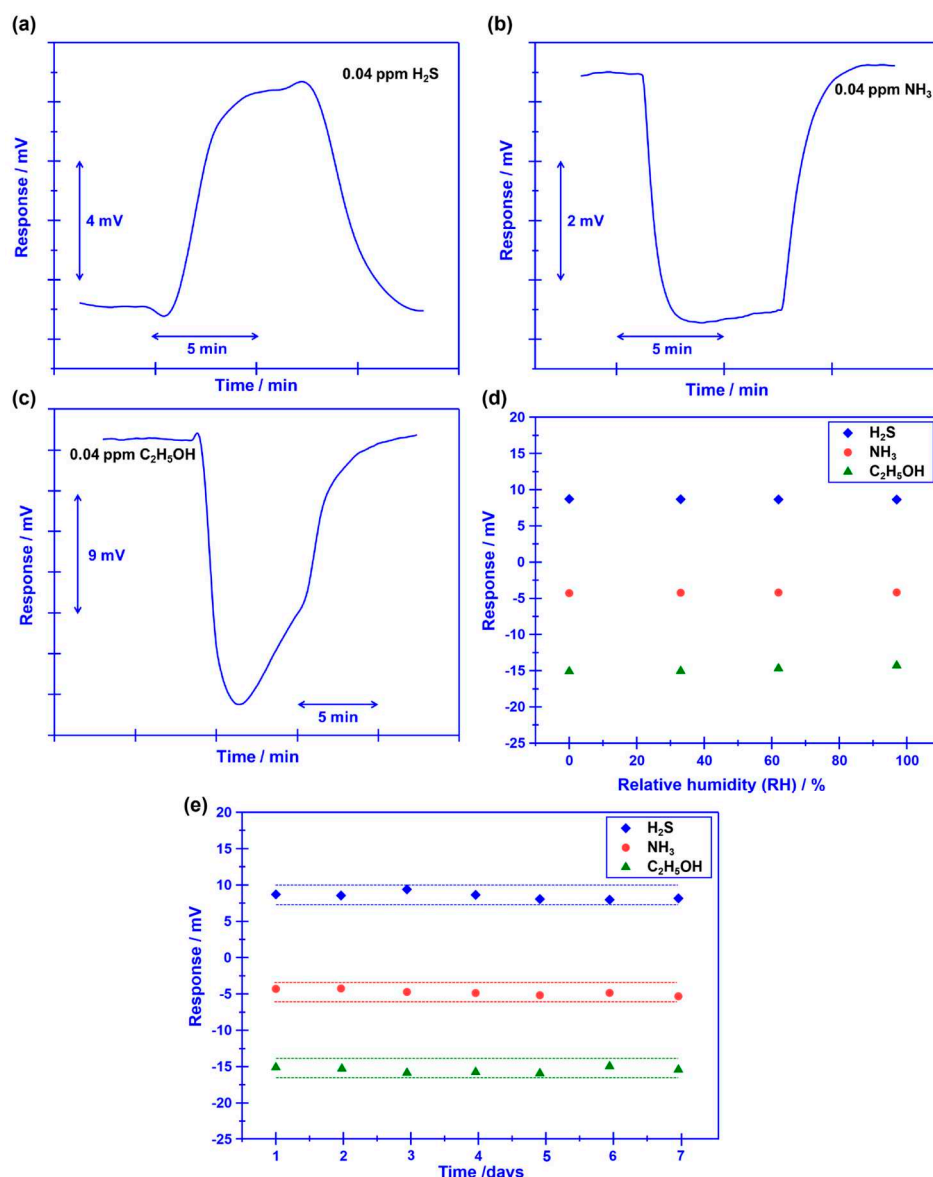 (a)
0.04 ppm H₂S
Response / mV
4 mV
5 min
Time / min
(b)
0.04 ppm NH₃
Response / mV
2 mV
5 min
Time / min
(c)
0.04 ppm C₂H₅OH
Response / mV
9 mV
5 min
Time / min
(d)
20
15
10
5
0
-5
-10
-15
-20
-25
Response / mV
H₂S
NH₃
C₂H₅OH
0 20 40 60 80 100
Relative humidity (RH) / %
(e)
20
15
10
5
0
-5
-10
-15
-20
-25
Response / mV
H₂S
NH₃
C₂H₅OH
1 2 3 4 5 6 7
Time /days